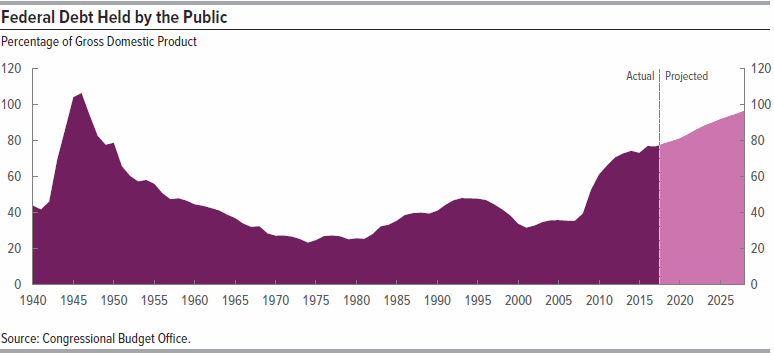 Federal Debt Held by the Public
Percentage of Gross Domestic Product
120 120
Actual Projected
100 100
80 80
60 60
40 40
20 20
0 0
1940 1945 1950 1955 1960 1965 1970 1975 1980 1985 1990 1995 2000 2005 2010 2015 2020 2025
Source: Congressional Budget Office.